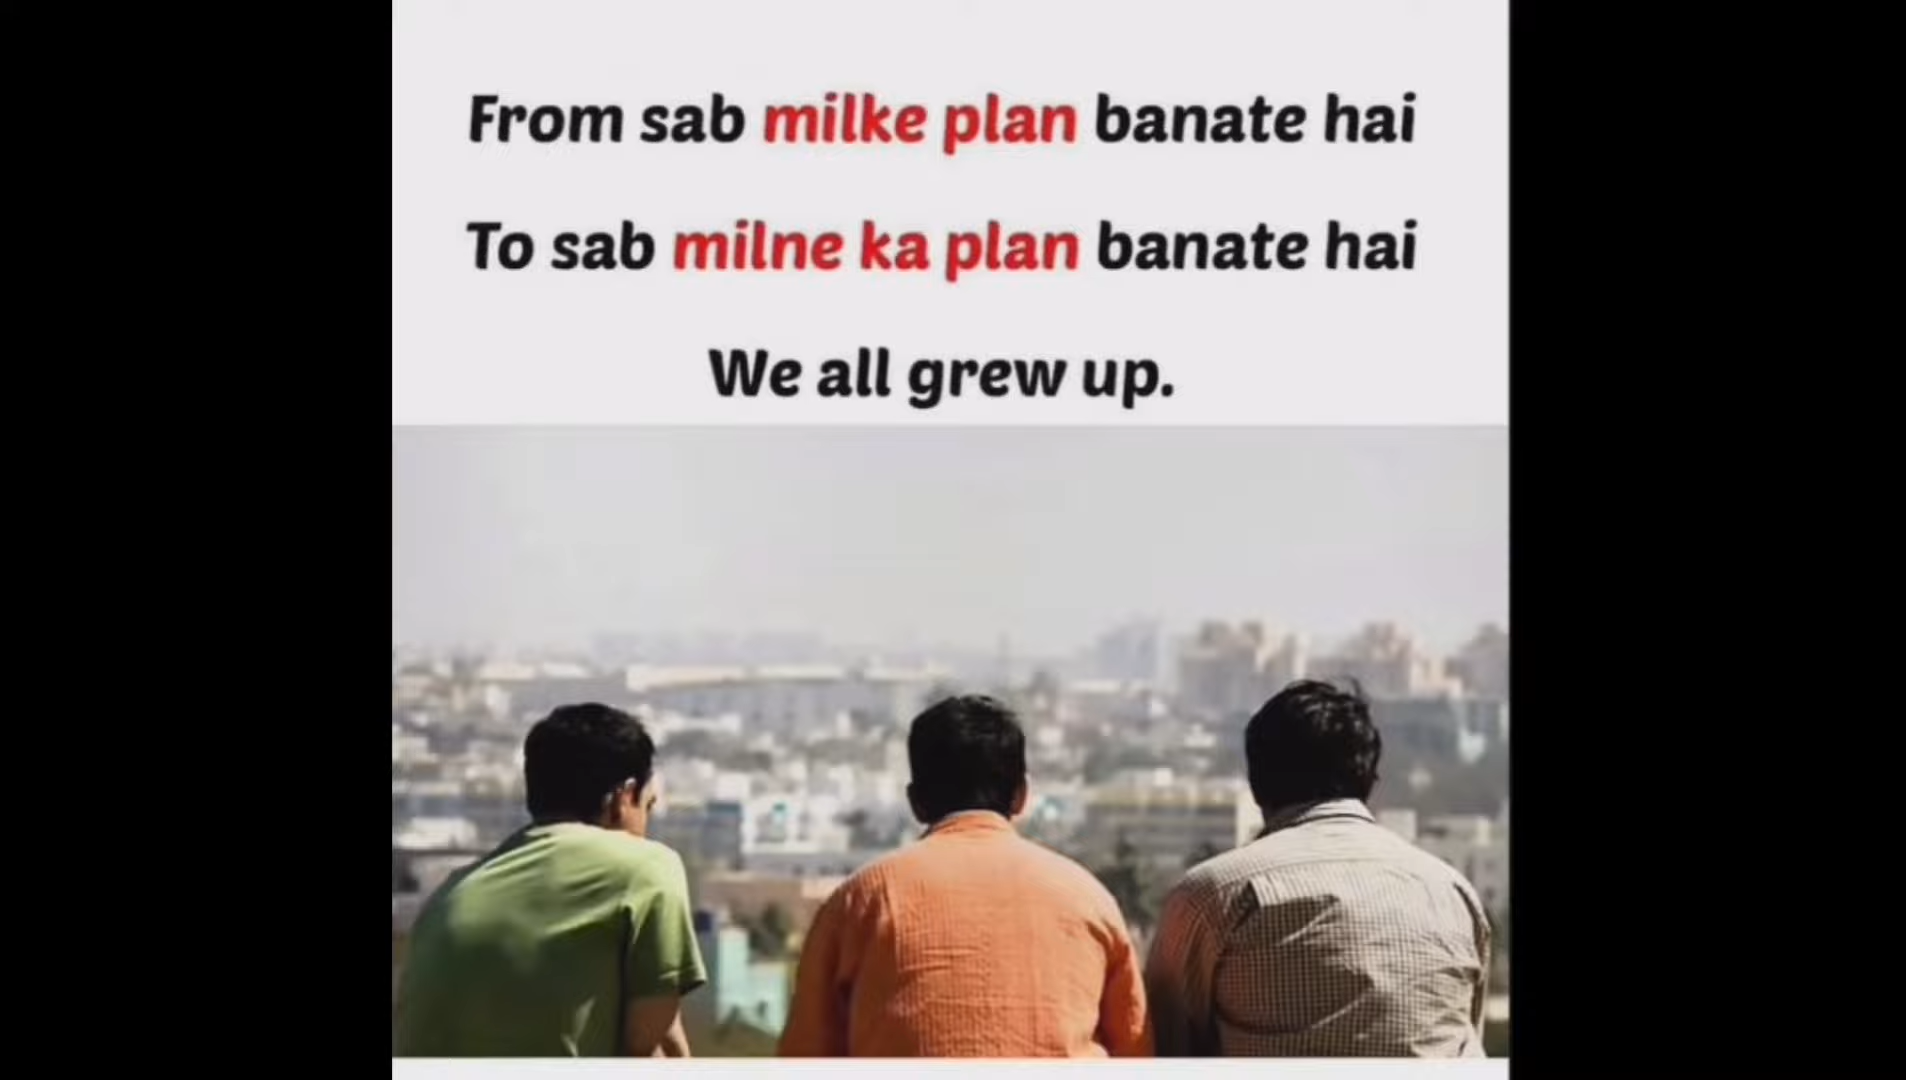 From sab milke plan banate hai
To sab milne ka plan banate hai
We all grew up.